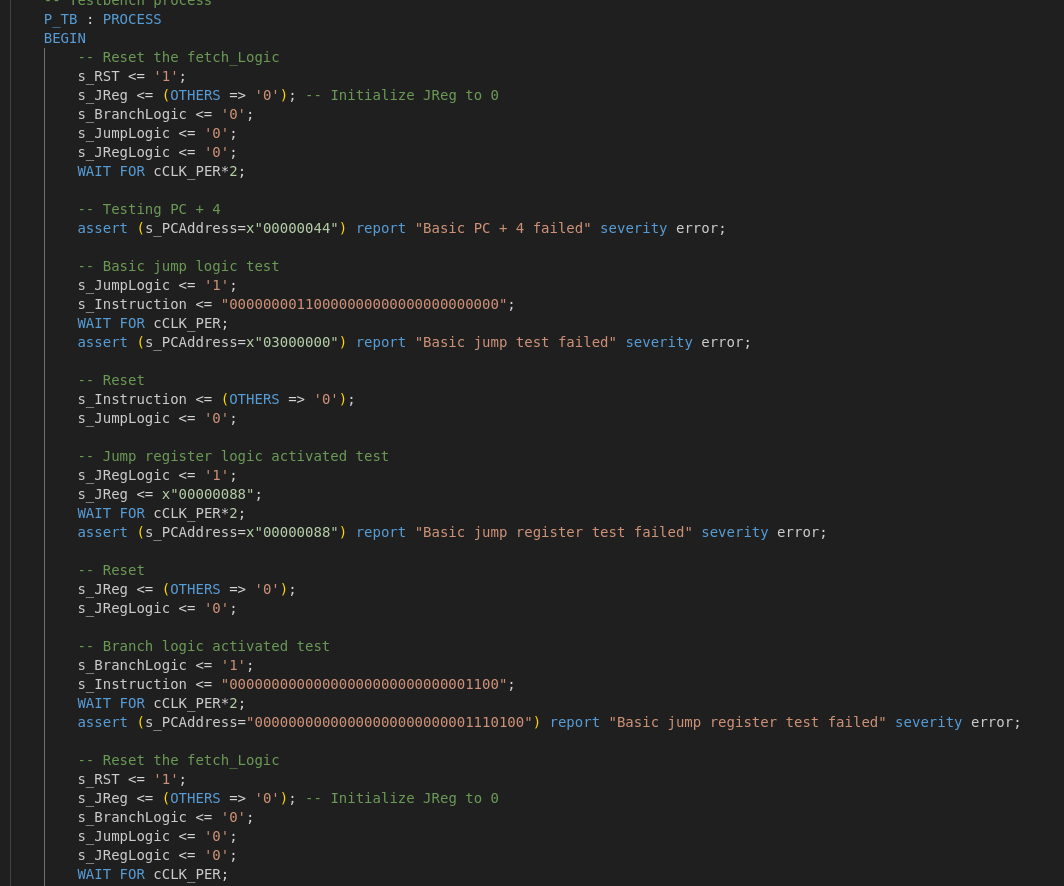 -- Testbench process
P_TB : PROCESS
BEGIN
-- Reset the fetch_Logic
s_RST <= '1';
s_JReg <= (OTHERS => '0'); -- Initialize JReg to 0
s_BranchLogic <= '0';
s_JumpLogic <= '0';
s_JRegLogic <= '0';
WAIT FOR cCLK_PER*2;
-- Testing PC + 4
assert (s_PCAddress=x"00000044") report "Basic PC + 4 failed" severity error;
-- Basic jump logic test
s_JumpLogic <= '1';
s_Instruction <= "00000000110000000000000000000000";
WAIT FOR cCLK_PER;
assert (s_PCAddress=x"03000000") report "Basic jump test failed" severity error;
-- Reset
s_Instruction <= (OTHERS => '0');
s_JumpLogic <= '0';
-- Jump register logic activated test
s_JRegLogic <= '1';
s_JReg <= x"00000088";
WAIT FOR cCLK_PER*2;
assert (s_PCAddress=x"00000088") report "Basic jump register test failed" severity error;
-- Reset
s_JReg <= (OTHERS => '0');
s_JRegLogic <= '0';
-- Branch logic activated test
s_BranchLogic <= '1';
s_Instruction <= "00000000000000000000000000001100";
WAIT FOR cCLK_PER*2;
assert (s_PCAddress="00000000000000000000000001110100") report "Basic jump register test failed" severity error;
-- Reset the fetch_Logic
s_RST <= '1';
s_JReg <= (OTHERS => '0'); -- Initialize JReg to 0
s_BranchLogic <= '0';
s_JumpLogic <= '0';
s_JRegLogic <= '0';
WAIT FOR cCLK_PER;